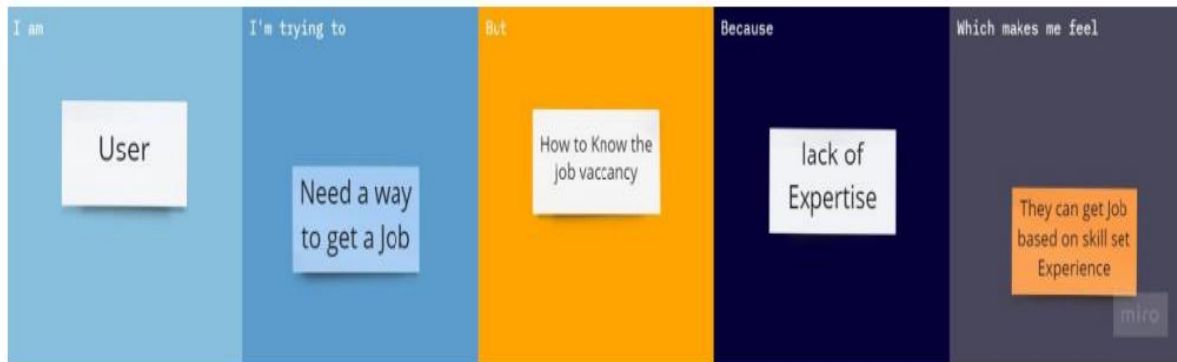 I am
User
I'm trying to
Need a way
to get a Job
But
How to Know the
Job vaccancy
Because
lack of
Expertise
Which makes me feel
They can get Job
based on skill set
Experience
miro